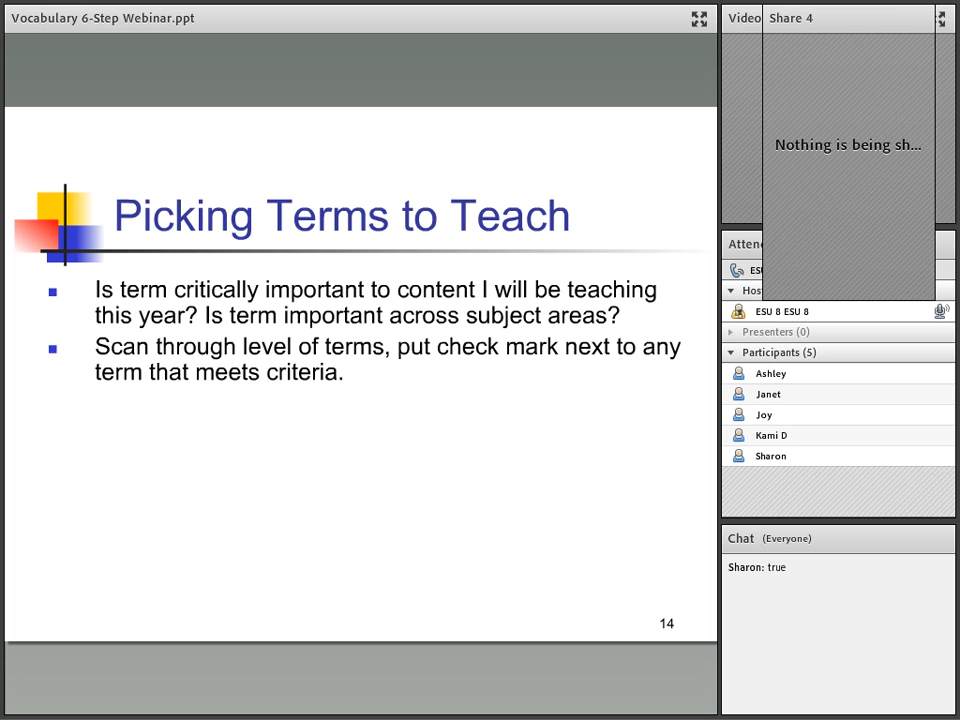 Vocabulary 6-Step Webinar.ppt
Picking Terms to Teach
Is term critically important to content I will be teaching
this year? Is term important across subject areas?
Scan through level of terms, put check mark next to any
term that meets criteria.
14
Video
Share 4
Nothing is being sh...
Atten
ESU
Hos
ESU 8 ESU 8
Presenters (0)
Participants (5)
Ashley
Janet
Joy
Kami D
Sharon
Chat (Everyone)
Sharon: true